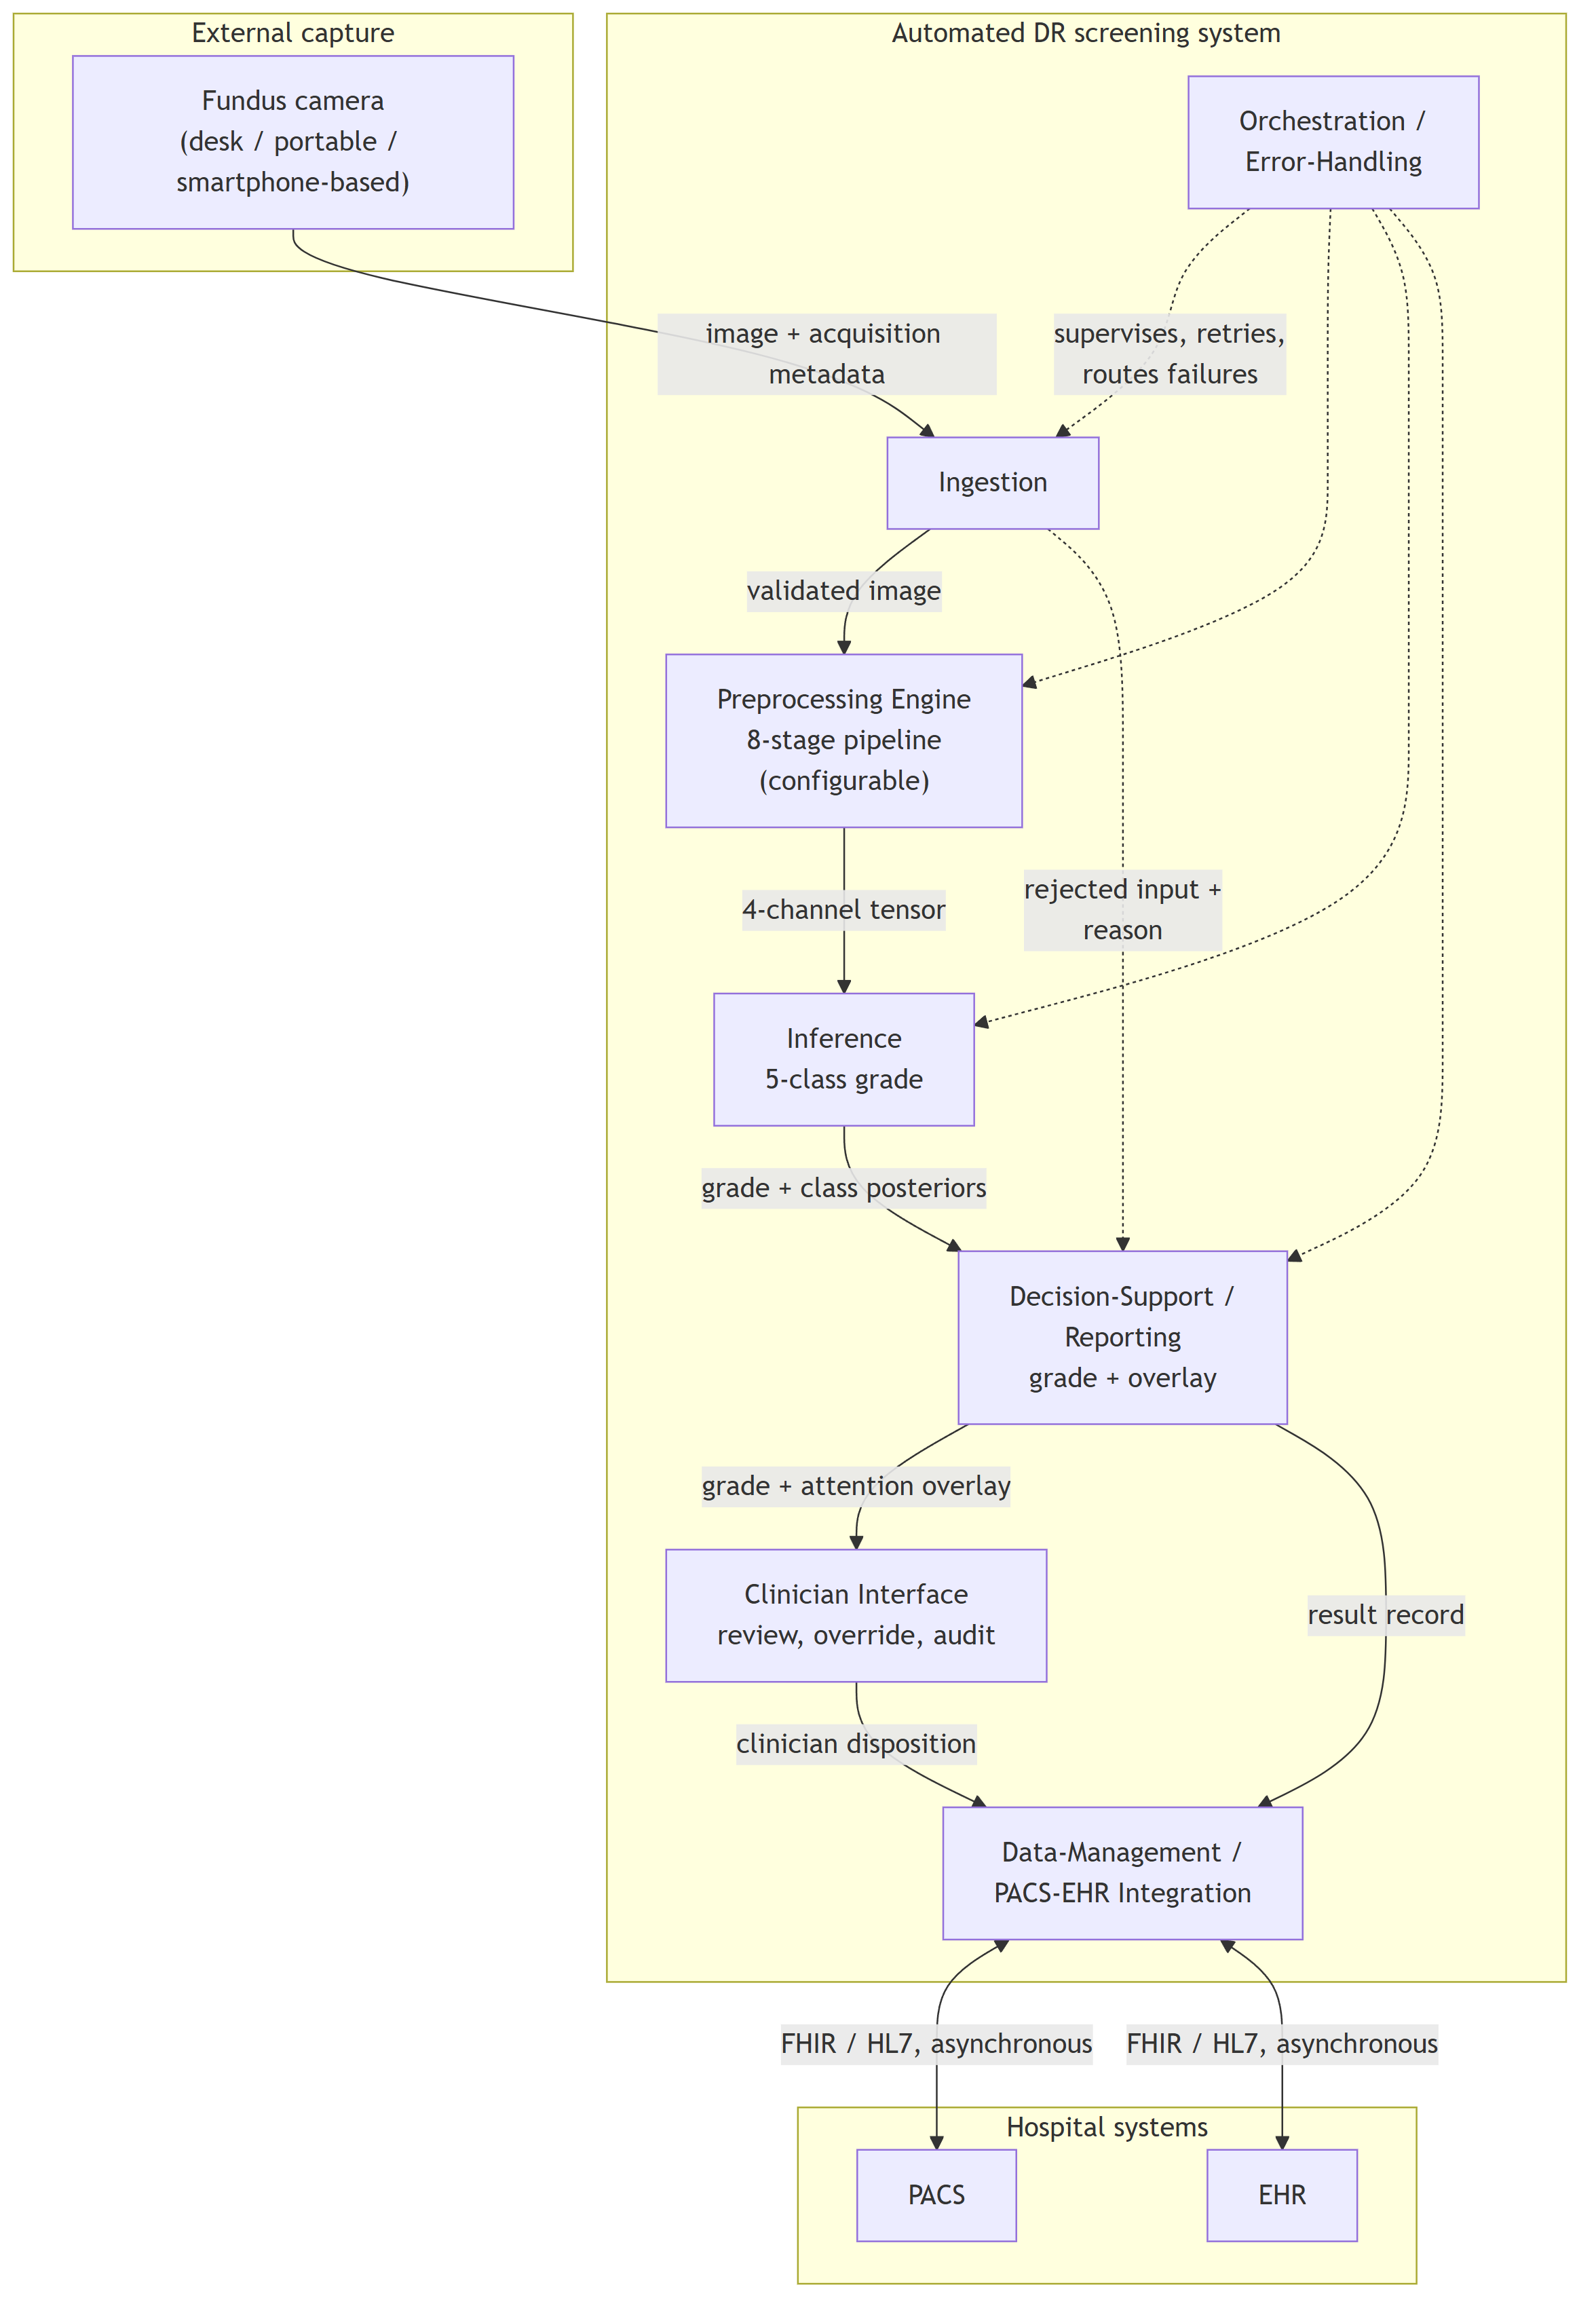 External capture
Fundus camera
(desk / portable /
smartphone-based)
Automated DR screening system
Orchestration /
Error-Handling
image + acquisition
metadata
supervises, retries,
routes failures
Ingestion
validated image
Preprocessing Engine
8-stage pipeline
(configurable)
4-channel tensor
rejected input +
reason
Inference
5-class grade
grade + class posteriors
Decision-Support /
Reporting
grade + overlay
grade + attention overlay
Clinician Interface
review, override, audit
result record
clinician disposition
Data-Management /
PACS-EHR Integration
FHIR / HL7, asynchronous
FHIR / HL7, asynchronous
Hospital systems
PACS
EHR